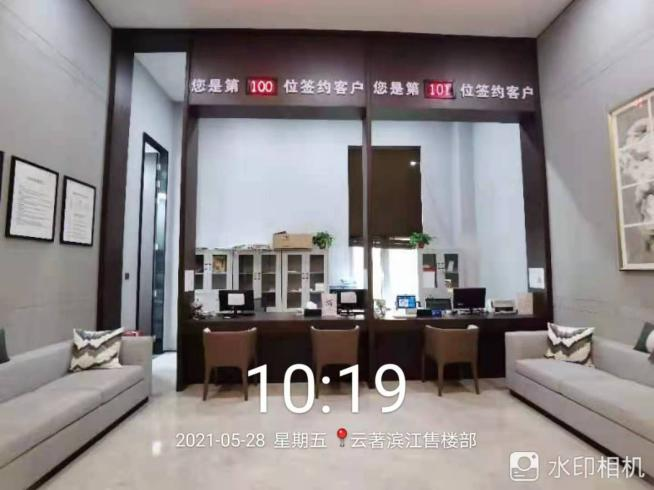 您是第 100 位签约客户
您是第 101 位签约客户
10:19
2021-05-28 星期五 云著滨江售楼部
水印相机